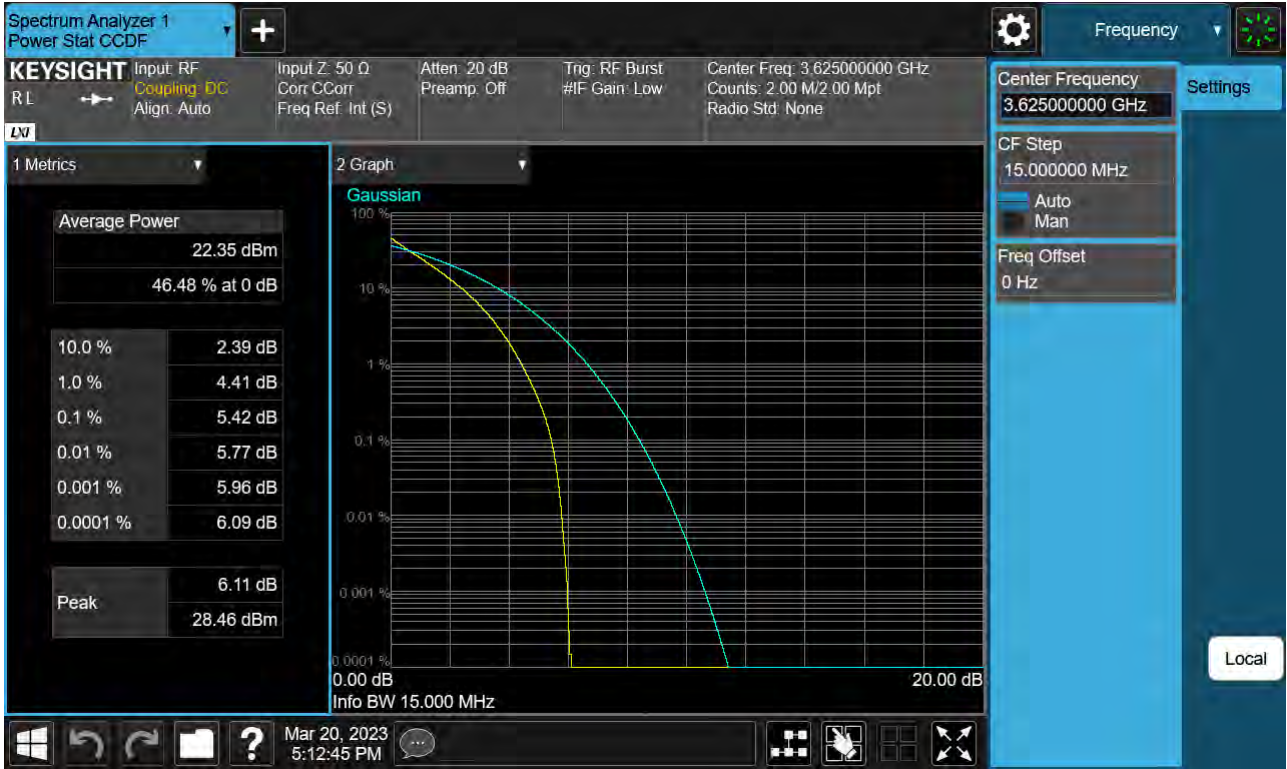 Spectrum Analyzer 1
Power Stat CCDF
+
Frequency
KEYSIGHT
RL
LXI
Input: RF
Coupling: DC
Align: Auto
Input Z: 50 Ω
Corr CCorr
Freq Ref: Int (S)
Atten: 20 dB
Preamp: Off
Trig: RF Burst
#IF Gain: Low
Center Freq: 3.625000000 GHz
Counts: 2.00 M/2.00 Mpt
Radio Std: None
Center Frequency
3.625000000 GHz
Settings
CF Step
15.000000 MHz
Auto
Man
Freq Offset
0 Hz
1 Metrics
Average Power
22.35 dBm
46.48 % at 0 dB
10.0 % 2.39 dB
1.0 % 4.41 dB
0.1 % 5.42 dB
0.01 % 5.77 dB
0.001 % 5.96 dB
0.0001 % 6.09 dB
Peak
6.11 dB
28.46 dBm
2 Graph
Gaussian
100 %
10 %
1 %
0.1 %
0.01 %
0.001 %
0.0001 %
0.00 dB 20.00 dB
Info BW 15.000 MHz
Local
?
Mar 20, 2023
5:12:45 PM